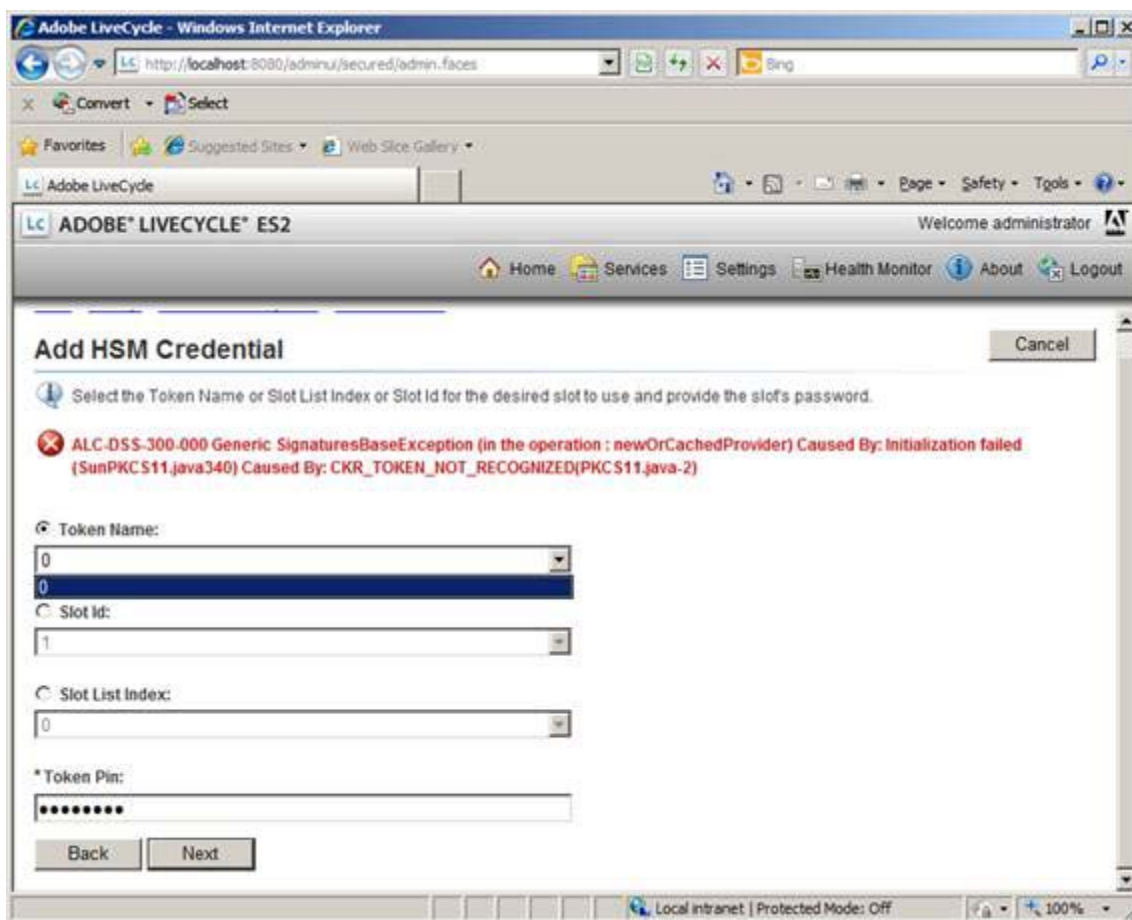 Adobe LiveCycle - Windows Internet Explorer
http://localhost:8080/adminui/secured/admin.faces
Bing
Convert Select
Favorites Suggested Sites Web Slice Gallery
Adobe LiveCycle Page Safety Tools
Lc ADOBE® LIVECYCLE® ES2 Welcome administrator
Home Services Settings Health Monitor About Logout
Add HSM Credential Cancel
Select the Token Name or Slot List Index or Slot Id for the desired slot to use and provide the slot's password.
ALC-DSS-300-000 Generic SignaturesBaseException (in the operation : newOrCachedProvider) Caused By: Initialization failed
(SunPKCS11.java340) Caused By: CKR_TOKEN_NOT_RECOGNIZED(PKCS11.java-2)
Token Name:
0
0
Slot Id:
1
Slot List Index:
0
*Token Pin:
Back Next
Local intranet | Protected Mode: Off 100%